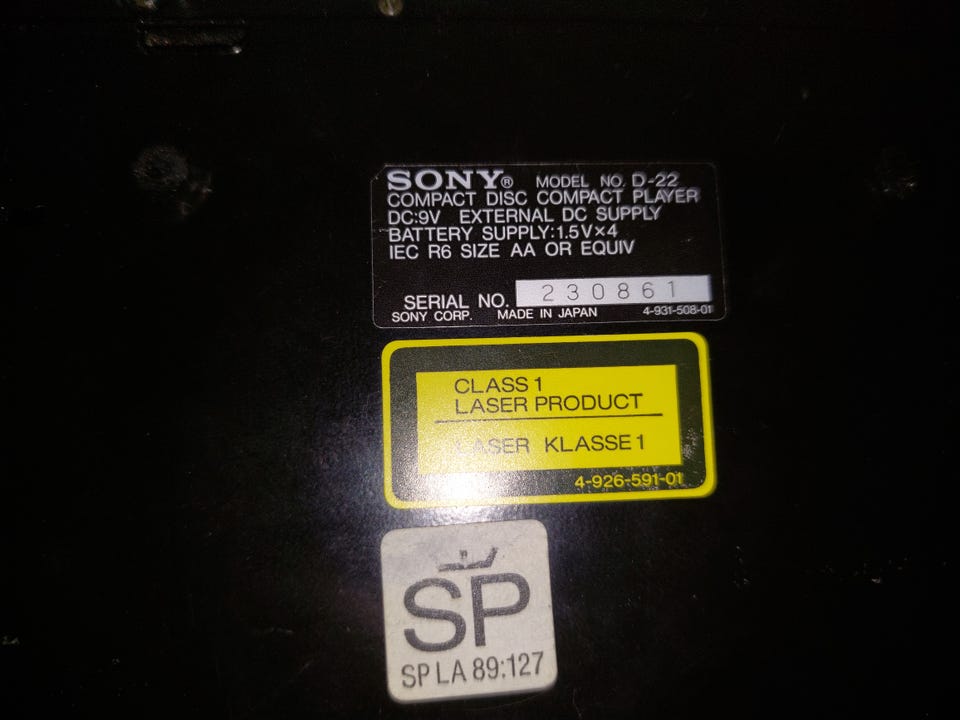 SONY® MODEL NO. D-22
COMPACT DISC COMPACT PLAYER
DC:9V EXTERNAL DC SUPPLY
BATTERY SUPPLY:1.5V×4
IEC R6 SIZE AA OR EQUIV
SERIAL NO. 230861
SONY CORP. MADE IN JAPAN 4-931-508-01
CLASS 1
LASER PRODUCT
LASER KLASSE 1
4-926-591-01
SP
SP LA 89:127